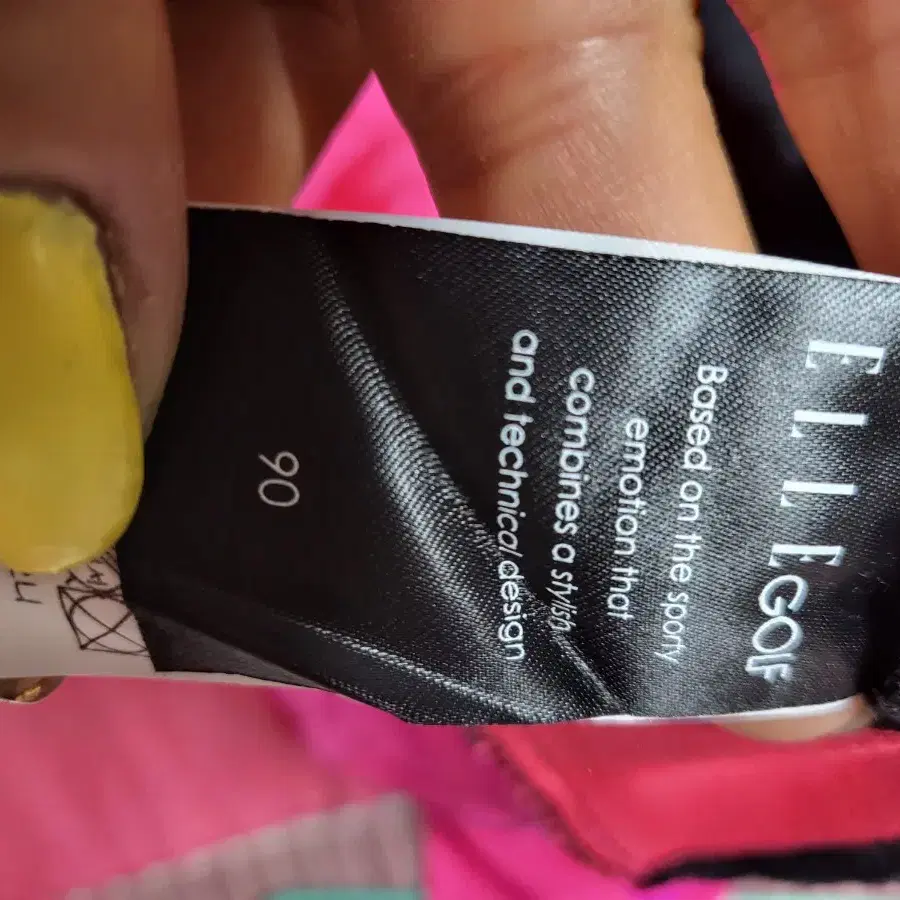 ELLE GOLF
Based on the sporty
emotion that
combines a stylish
and technical design
90